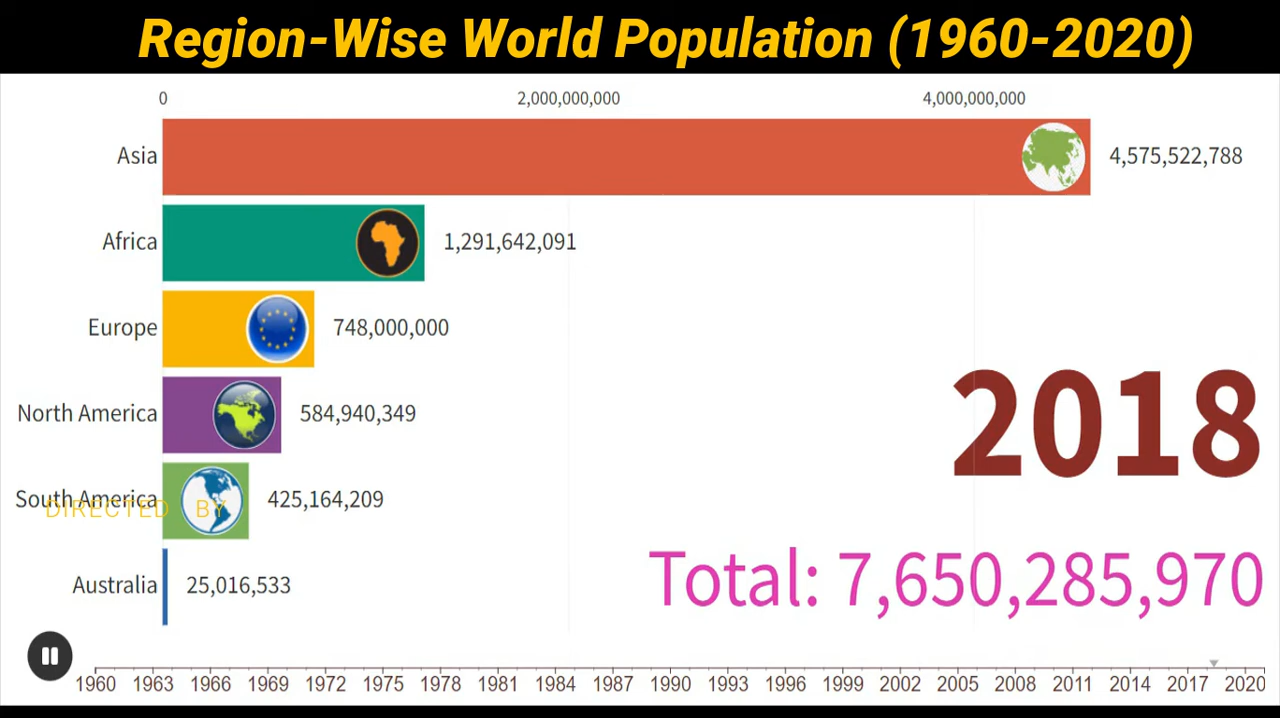 Region-Wise World Population (1960-2020)
0 2,000,000,000 4,000,000,000
Asia 4,575,522,788
Africa 1,291,642,091
Europe 748,000,000
North America 584,940,349
2018
South America 425,164,209
DIRECTED BY
Total: 7,650,285,970
Australia 25,016,533
1960 1963 1966 1969 1972 1975 1978 1981 1984 1987 1990 1993 1996 1999 2002 2005 2008 2011 2014 2017 2020